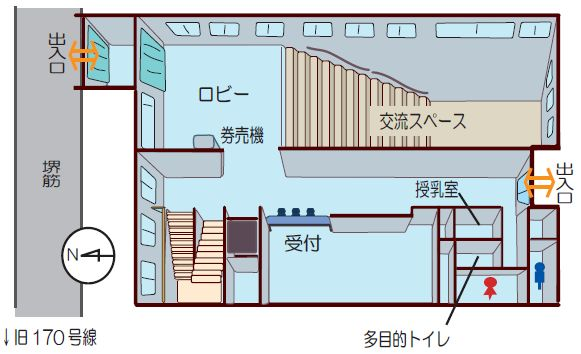 出入口
ロビー
券売機
交流スペース
堺筋
授乳室
出入口
受付
N
↓旧170号線
多目的トイレ